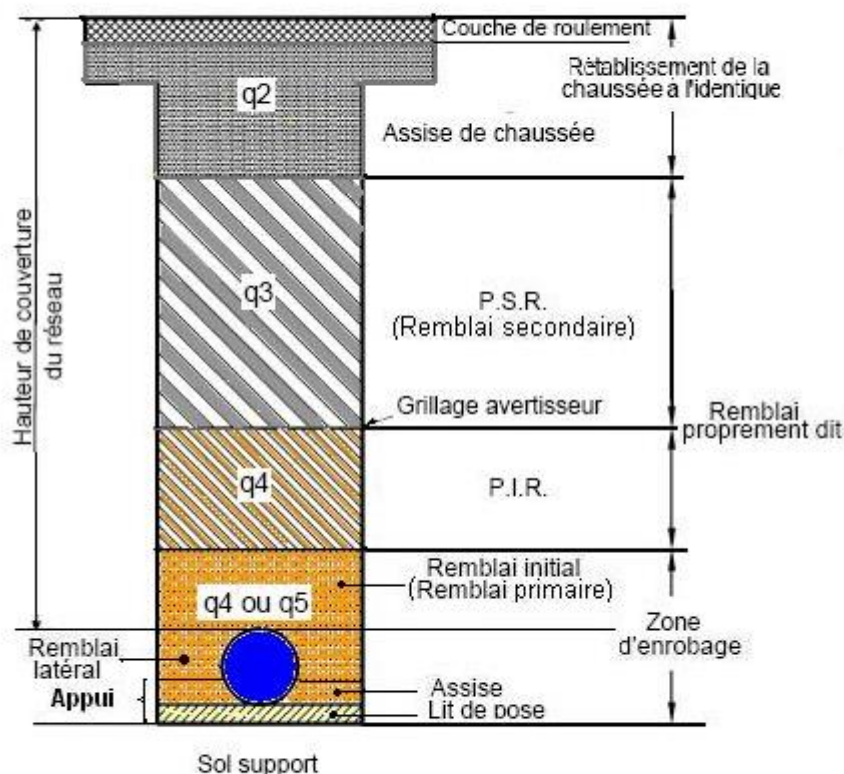 Couche de roulement
Rétablissement de la
chaussée à l'identique
q2
Assise de chaussée
Hauteur de couverture
du réseau
q3
P.S.R.
(Remblai secondaire)
Grillage avertisseur
Remblai
proprement dit
q4
P.I.R.
Remblai initial
(Remblai primaire)
q4 ou q5
Zone
d'enrobage
Remblai
latéral
Appui
Assise
Lit de pose
Sol support